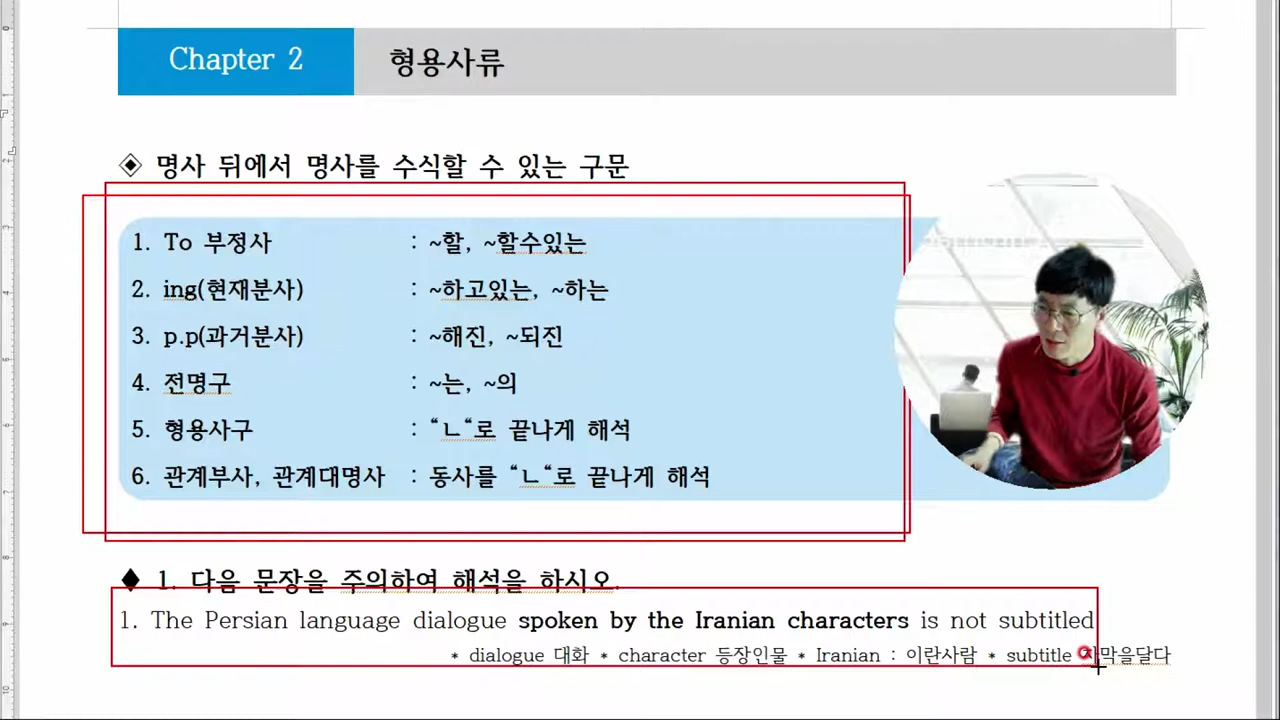 Chapter 2
형용사류
◈ 명사 뒤에서 명사를 수식할 수 있는 구문
1. To 부정사 : ~할, ~할수있는
2. ing(현재분사) : ~하고있는, ~하는
3. p.p(과거분사) : ~해진, ~되진
4. 전명구 : ~는, ~의
5. 형용사구 : “ㄴ“로 끝나게 해석
6. 관계부사, 관계대명사 : 동사를 “ㄴ“로 끝나게 해석
◆ 1. 다음 문장을 주의하여 해석을 하시오.
1. The Persian language dialogue spoken by the Iranian characters is not subtitled
* dialogue 대화 * character 등장인물 * Iranian : 이란사람 * subtitle 자막을달다